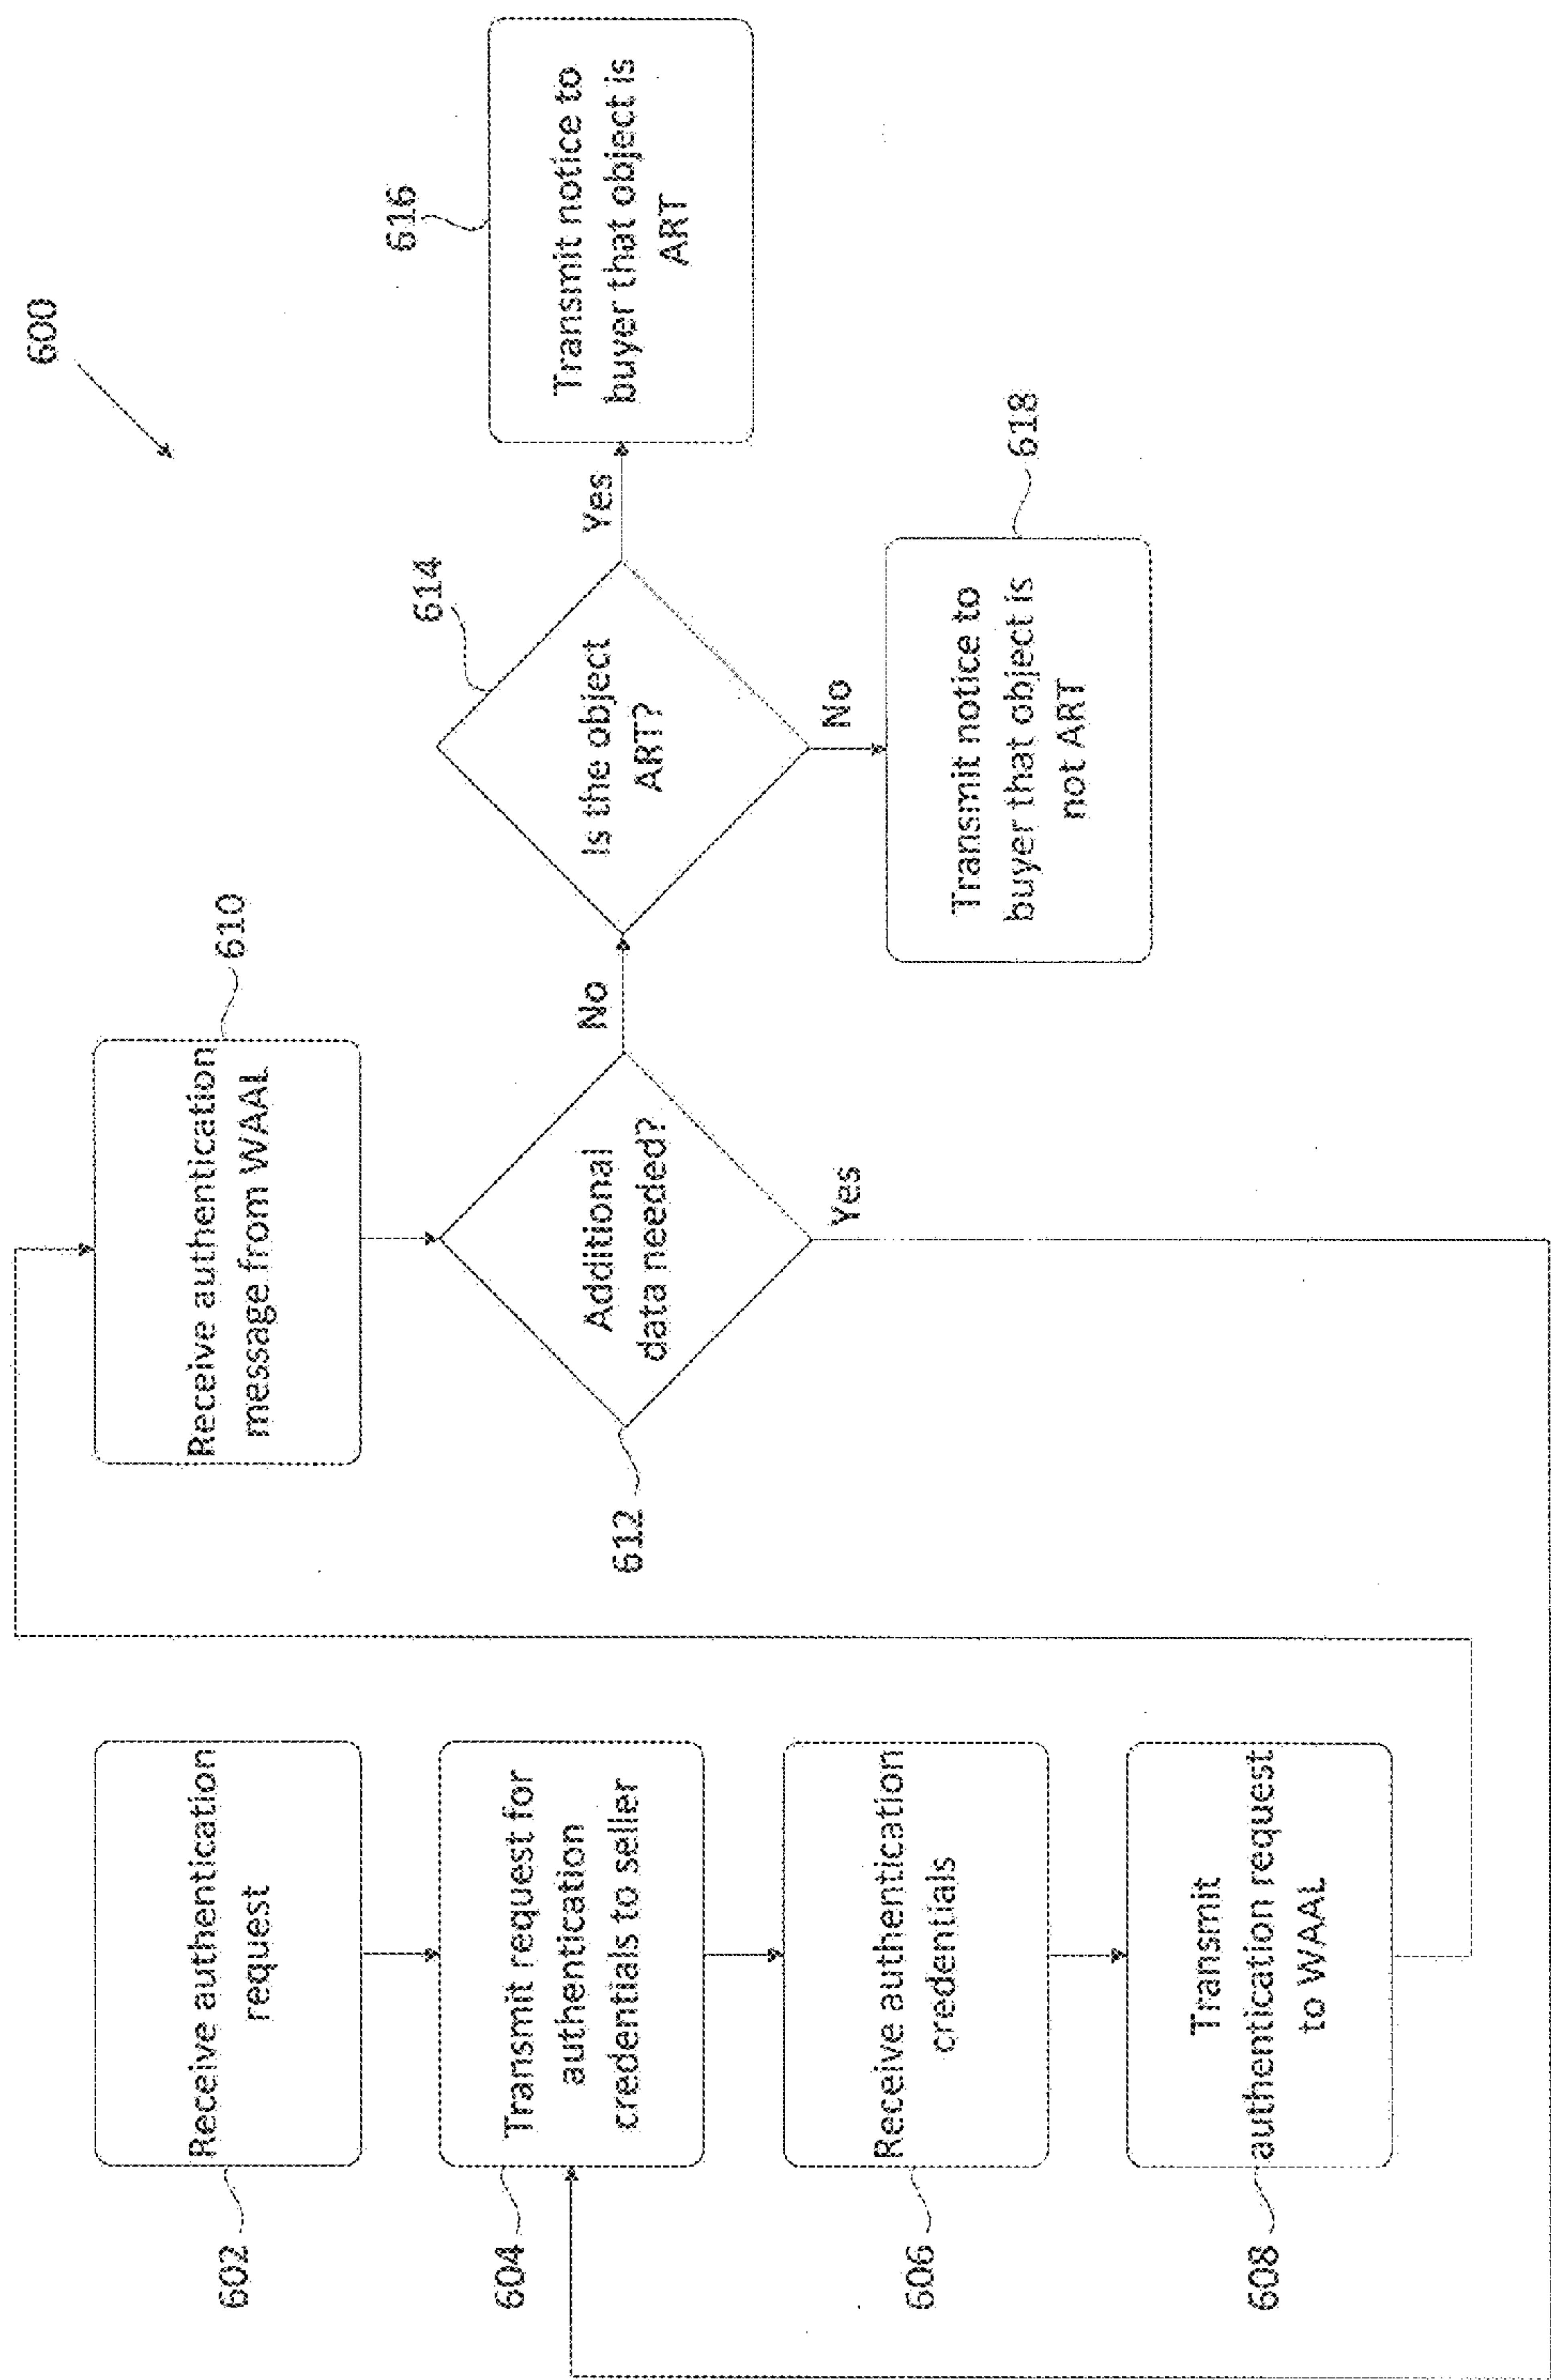 600
602
Receive authentication
request
604
Transmit request for
authentication
credentials to seller
606
Receive authentication
credentials
608
Transmit
authentication request
to WAAL
610
Receive authentication
message from WAAL
612
Additional
data needed?
Yes
No
614
Is the object
ART?
Yes
No
616
Transmit notice to
buyer that object is
ART
618
Transmit notice to
buyer that object is
not ART